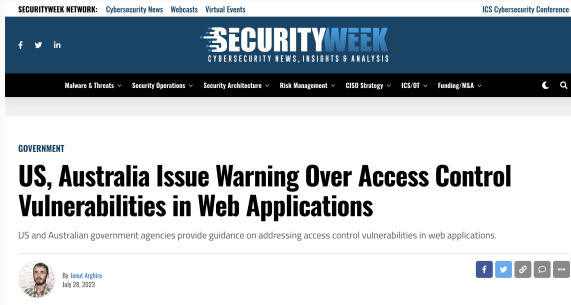 SECURITYWEEK NETWORK: Cybersecurity News Webcasts Virtual Events ICS Cybersecurity Conference
SECURITYWEEK
CYBERSECURITY NEWS, INSIGHTS & ANALYSIS
Malware & Threats Security Operations Security Architecture Risk Management CISO Strategy ICS/OT Funding/M&A
GOVERNMENT
US, Australia Issue Warning Over Access Control
Vulnerabilities in Web Applications
US and Australian government agencies provide guidance on addressing access control vulnerabilities in web applications.
By Ionut Arghire
July 28, 2023